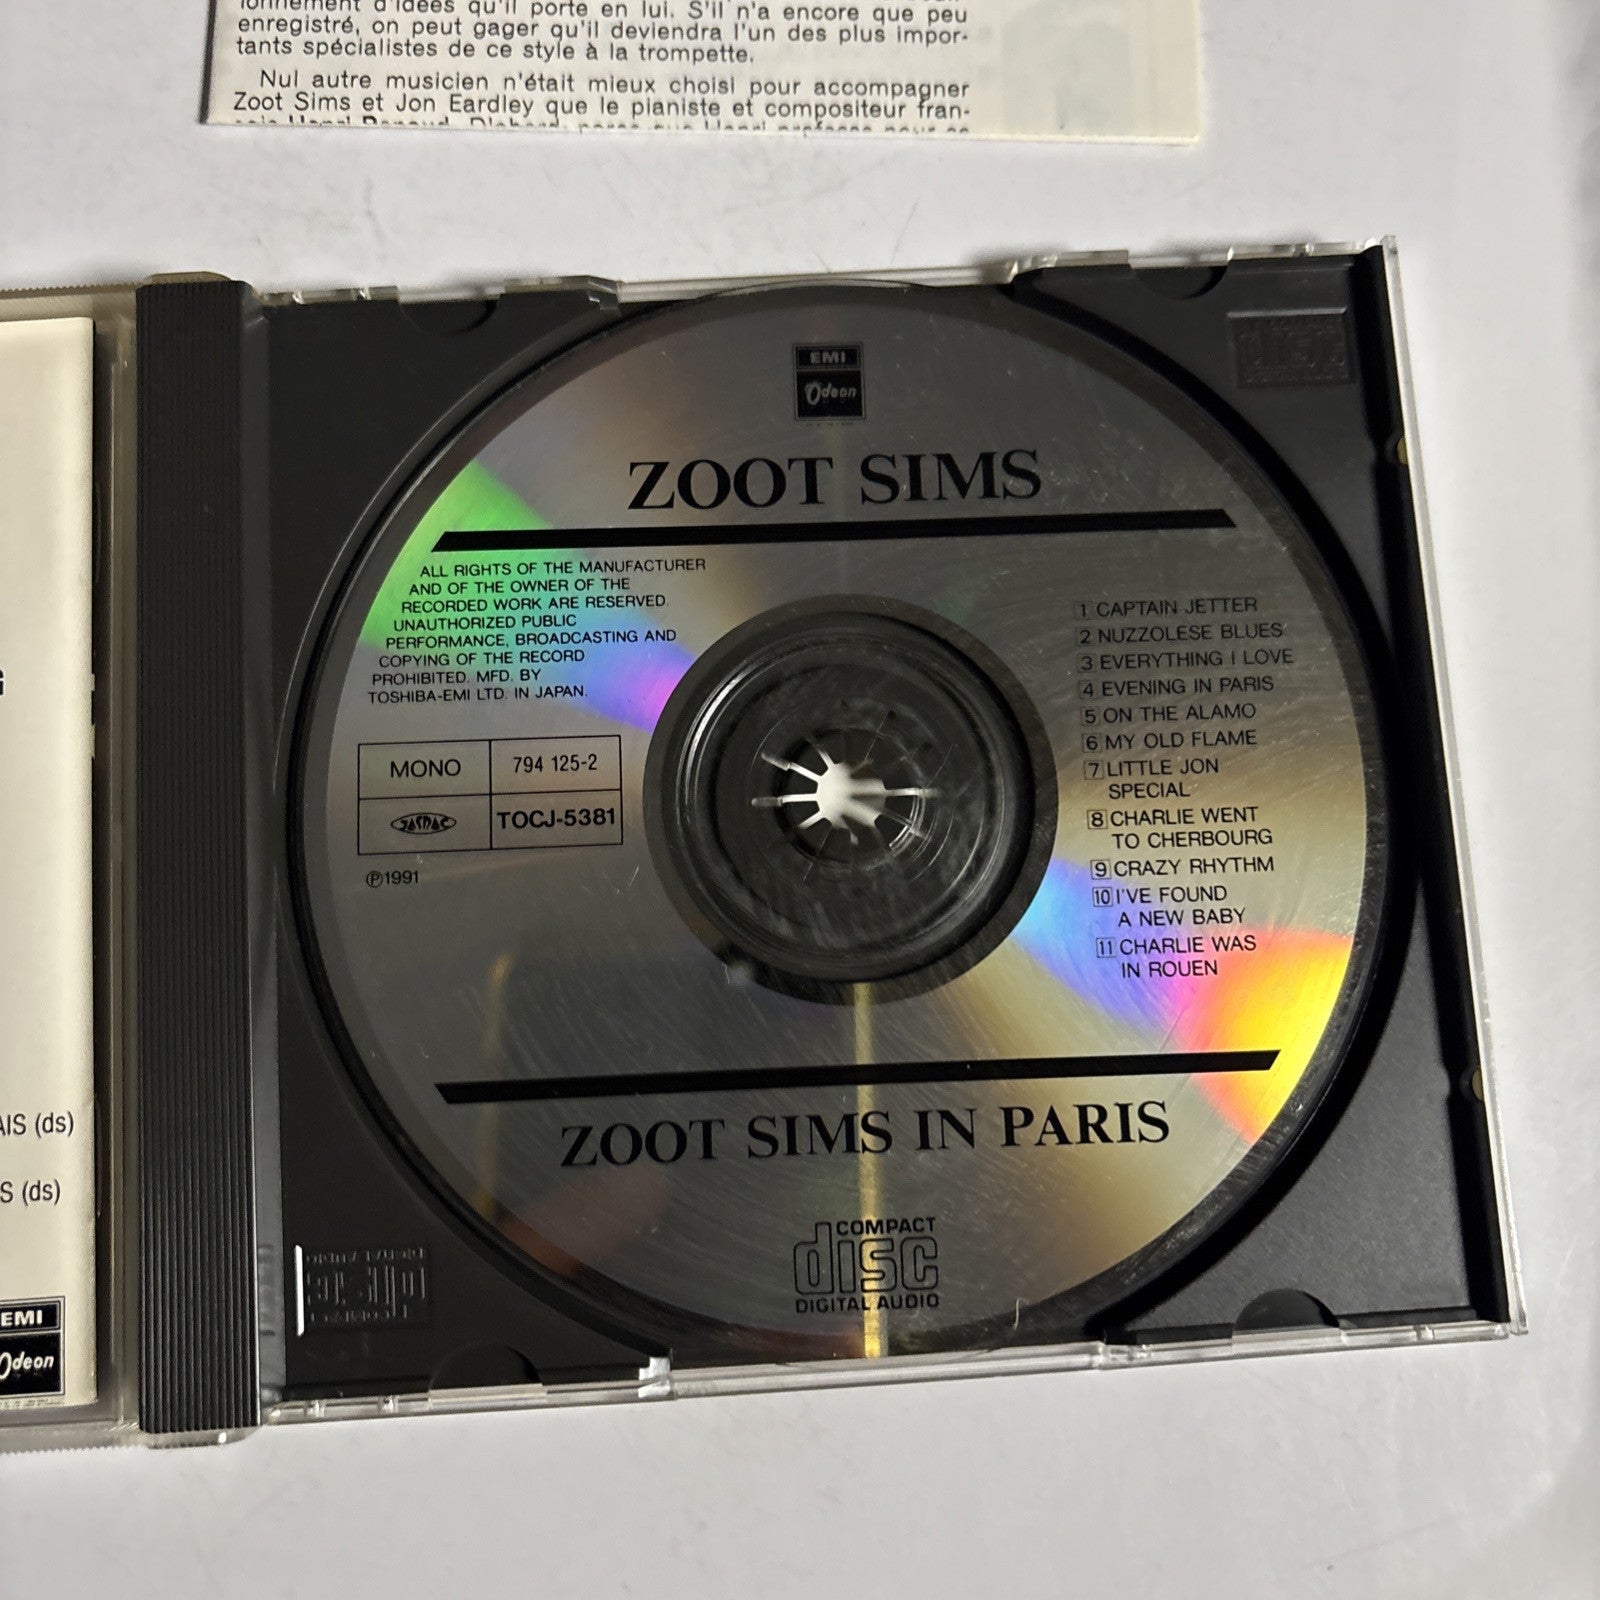 d'idées qu'il porte en lui. S'il n'a encore que peu
enregistré, on peut gager qu'il deviendra l'un des plus impor-
tants spécialistes de ce style à la trompette.
Nul autre musicien n'était mieux choisi pour accompagner
Zoot Sims et Jon Eardley que le pianiste et compositeur fran-
EMI
Odeon
ZOOT SIMS
ALL RIGHTS OF THE MANUFACTURER
AND OF THE OWNER OF THE
RECORDED WORK ARE RESERVED.
UNAUTHORIZED PUBLIC
PERFORMANCE, BROADCASTING AND
COPYING OF THE RECORD
PROHIBITED. MFD. BY
TOSHIBA-EMI LTD. IN JAPAN.
MONO 794 125-2
JASRAC TOCJ-5381
℗1991
1 CAPTAIN JETTER
2 NUZZOLESE BLUES
3 EVERYTHING I LOVE
4 EVENING IN PARIS
5 ON THE ALAMO
6 MY OLD FLAME
7 LITTLE JON
SPECIAL
8 CHARLIE WENT
TO CHERBOURG
9 CRAZY RHYTHM
10 I'VE FOUND
A NEW BABY
11 CHARLIE WAS
IN ROUEN
ZOOT SIMS IN PARIS
COMPACT
disc
DIGITAL AUDIO
G
AIS (ds)
S (ds)
EMI
Odeon